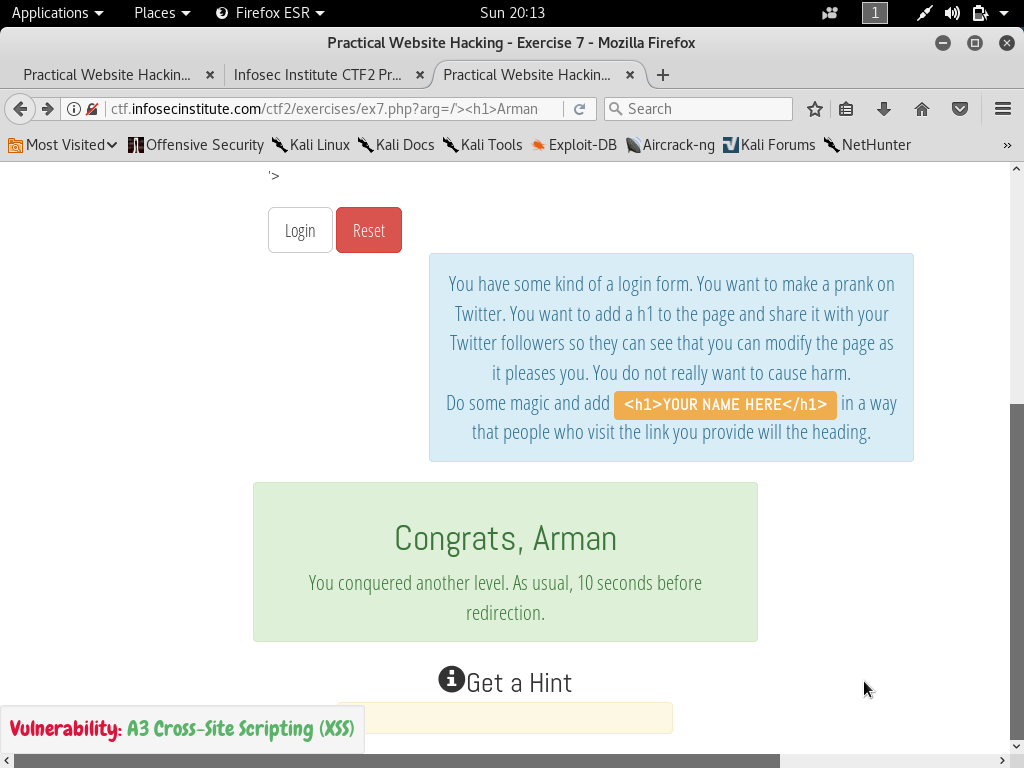 Applications Places Firefox ESR Sun 20:13 1
Practical Website Hacking - Exercise 7 - Mozilla Firefox
Practical Website Hackin... Infosec Institute CTF2 Pr... Practical Website Hackin...
ctf.infosecinstitute.com/ctf2/exercises/ex7.php?arg=/'><h1>Arman Search
Most Visited Offensive Security Kali Linux Kali Docs Kali Tools Exploit-DB Aircrack-ng Kali Forums NetHunter »
'>
Login Reset
You have some kind of a login form. You want to make a prank on
Twitter. You want to add a h1 to the page and share it with your
Twitter followers so they can see that you can modify the page as
it pleases you. You do not really want to cause harm.
Do some magic and add <h1>YOUR NAME HERE</h1> in a way
that people who visit the link you provide will the heading.
Congrats, Arman
You conquered another level. As usual, 10 seconds before
redirection.
Get a Hint
Vulnerability: A3 Cross-Site Scripting (XSS)